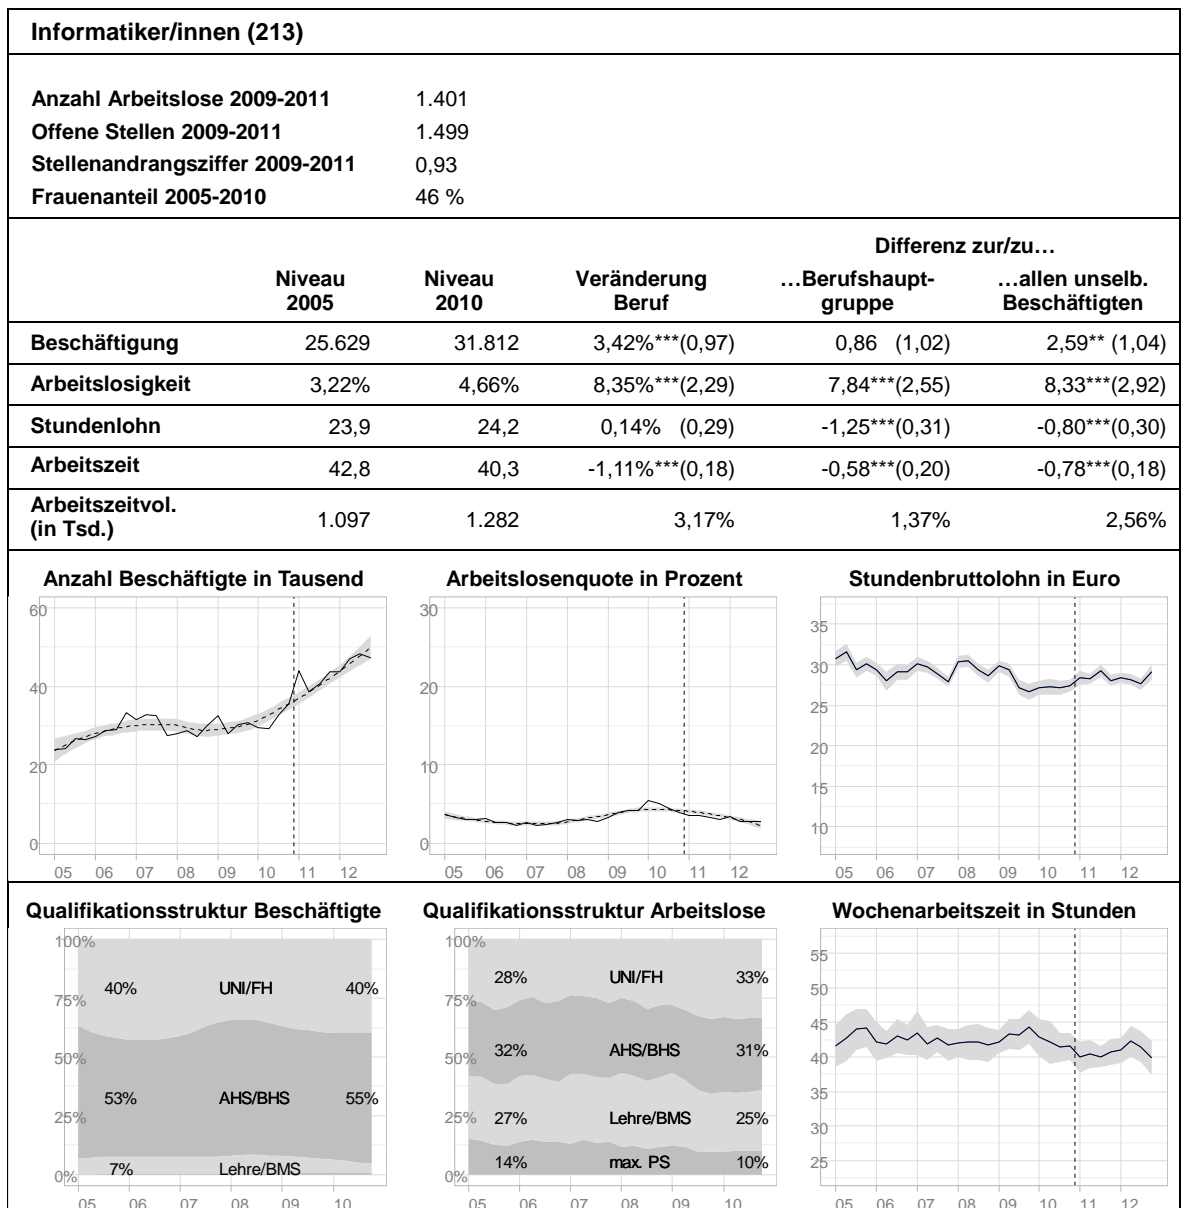 Informatiker/innen (213)
Anzahl Arbeitslose 2009-2011 1.401
Offene Stellen 2009-2011 1.499
Stellenandrangsziffer 2009-2011 0,93
Frauenanteil 2005-2010 46 %
Differenz zur/zu…
Niveau 2005 Niveau 2010 Veränderung Beruf …Berufshaupt-gruppe …allen unselb. Beschäftigten
Beschäftigung 25.629 31.812 3,42%***(0,97) 0,86 (1,02) 2,59** (1,04)
Arbeitslosigkeit 3,22% 4,66% 8,35%***(2,29) 7,84***(2,55) 8,33***(2,92)
Stundenlohn 23,9 24,2 0,14% (0,29) -1,25***(0,31) -0,80***(0,30)
Arbeitszeit 42,8 40,3 -1,11%***(0,18) -0,58***(0,20) -0,78***(0,18)
Arbeitszeitvol.
(in Tsd.) 1.097 1.282 3,17% 1,37% 2,56%
Anzahl Beschäftigte in Tausend
60
40
20
0
05 06 07 08 09 10 11 12
Arbeitslosenquote in Prozent
30
20
10
0
05 06 07 08 09 10 11 12
Stundenbruttolohn in Euro
35
30
25
20
15
10
05 06 07 08 09 10 11 12
Qualifikationsstruktur Beschäftigte
100%
40% UNI/FH 40%
75%
50%
53% AHS/BHS 55%
25%
7% Lehre/BMS
0%
05 06 07 08 09 10
Qualifikationsstruktur Arbeitslose
100%
28% UNI/FH 33%
75%
50%
32% AHS/BHS 31%
25%
27% Lehre/BMS 25%
14% max. PS 10%
0%
05 06 07 08 09 10
Wochenarbeitszeit in Stunden
55
50
45
40
35
30
25
05 06 07 08 09 10 11 12